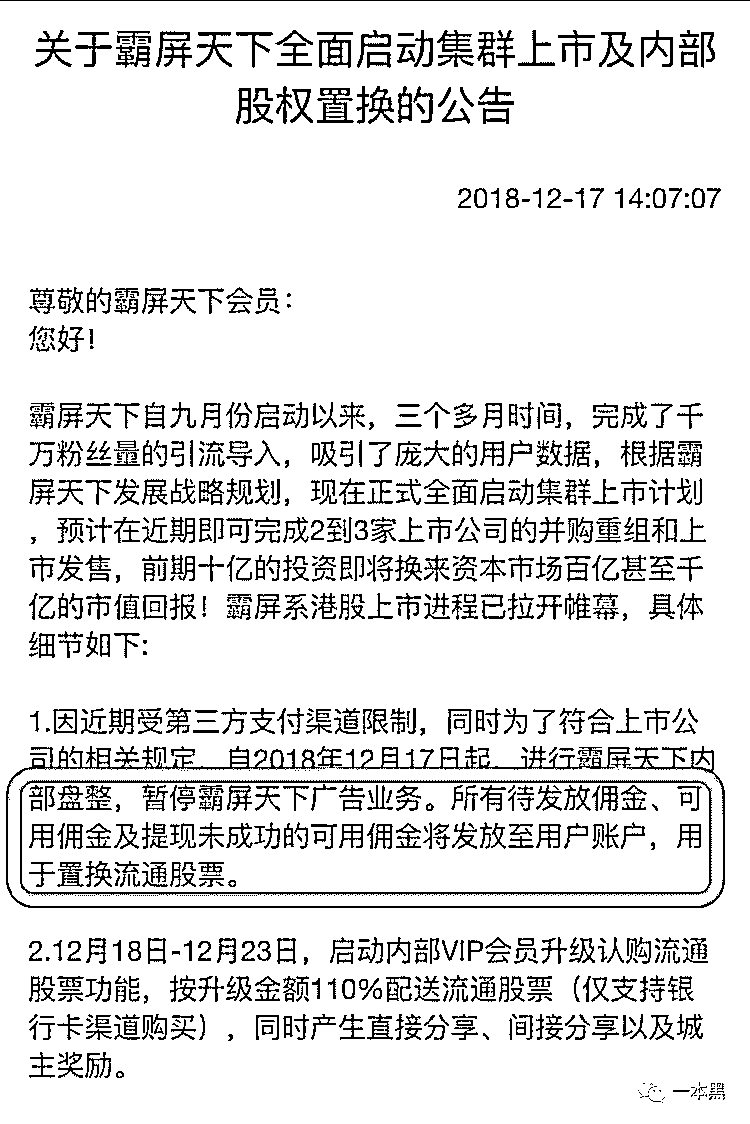 关于霸屏天下全面启动集群上市及内部
股权置换的公告
2018-12-17 14:07:07
尊敬的霸屏天下会员：
您好！
霸屏天下自九月份启动以来，三个多月时间，完成了千
万粉丝量的引流导入，吸引了庞大的用户数据，根据霸
屏天下发展战略规划，现在正式全面启动集群上市计划
，预计在近期即可完成2到3家上市公司的并购重组和上
市发售，前期十亿的投资即将换来资本市场百亿甚至千
亿的市值回报！霸屏系港股上市进程已拉开帷幕，具体
细节如下:
1.因近期受第三方支付渠道限制，同时为了符合上市公
司的相关规定，自2018年12月17日起，进行霸屏天下内
部盘整，暂停霸屏天下广告业务。所有待发放佣金、可
用佣金及提现未成功的可用佣金将发放至用户账户，用
于置换流通股票。
2.12月18日-12月23日，启动内部VIP会员升级认购流通
股票功能，按升级金额110%配送流通股票（仅支持银
行卡渠道购买），同时产生直接分享、间接分享以及城
主奖励。
一本黑